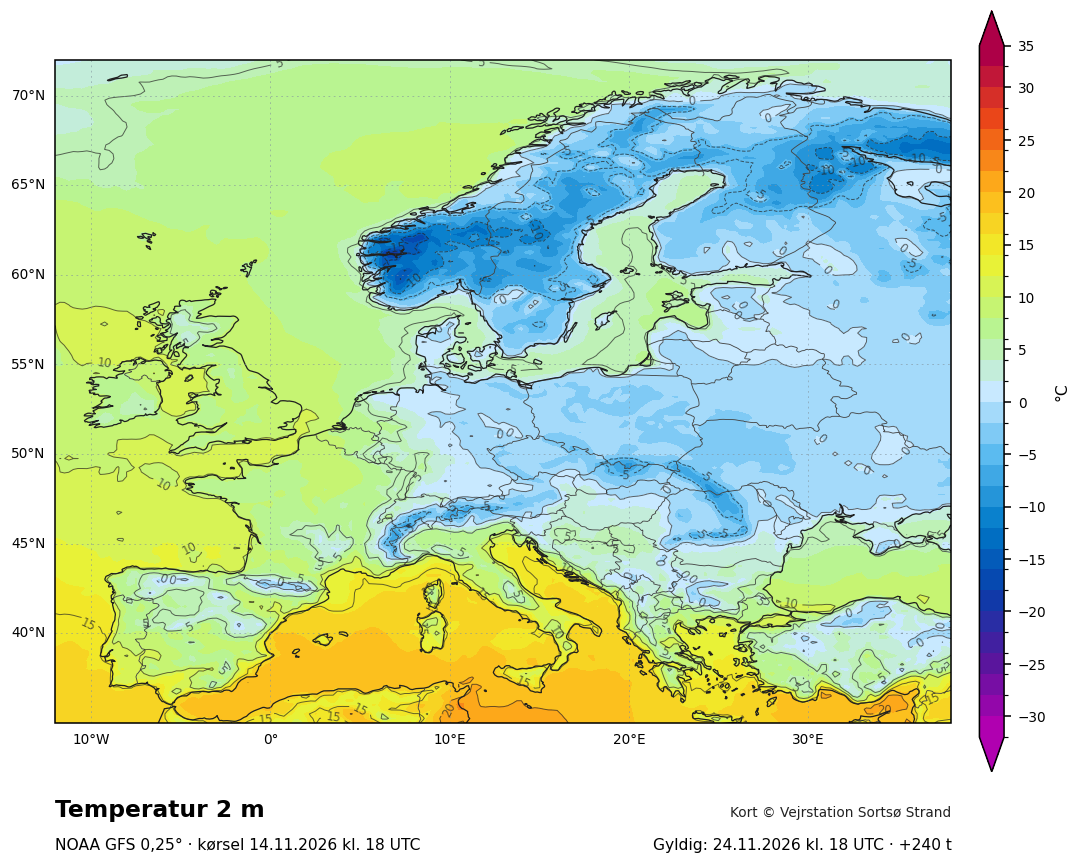 70°N
65°N
60°N
55°N
50°N
45°N
40°N
10°W
0°
10°E
20°E
30°E
35
30
25
20
15
10
5
0
−5
−10
−15
−20
−25
−30
°C
Temperatur 2 m
Kort © Vejrstation Sortsø Strand
NOAA GFS 0,25° · kørsel 14.11.2026 kl. 18 UTC
Gyldig: 24.11.2026 kl. 18 UTC · +240 t